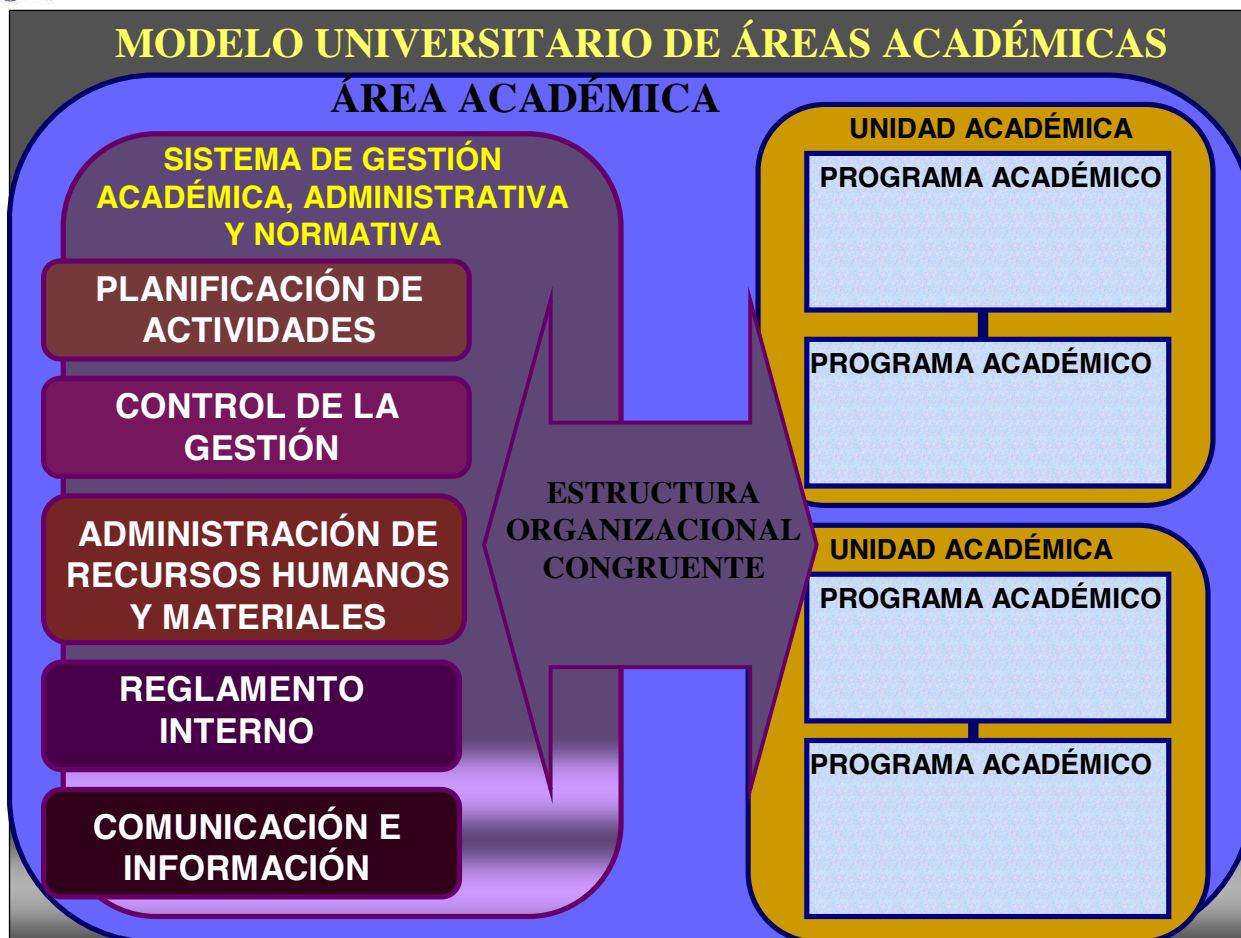 MODELO UNIVERSITARIO DE ÁREAS ACADÉMICAS
ÁREA ACADÉMICA
SISTEMA DE GESTIÓN
ACADÉMICA, ADMINISTRATIVA
Y NORMATIVA
PLANIFICACIÓN DE
ACTIVIDADES
CONTROL DE LA
GESTIÓN
ADMINISTRACIÓN DE
RECURSOS HUMANOS
Y MATERIALES
REGLAMENTO
INTERNO
COMUNICACIÓN E
INFORMACIÓN
ESTRUCTURA
ORGANIZACIONAL
CONGRUENTE
UNIDAD ACADÉMICA
PROGRAMA ACADÉMICO
PROGRAMA ACADÉMICO
UNIDAD ACADÉMICA
PROGRAMA ACADÉMICO
PROGRAMA ACADÉMICO